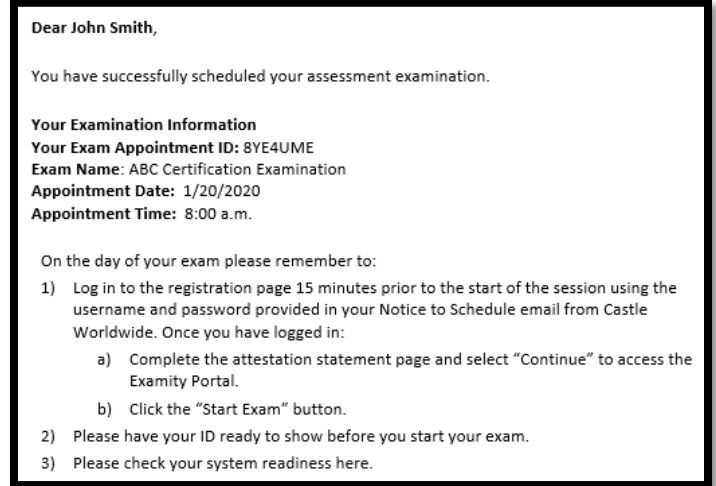 Dear John Smith,
You have successfully scheduled your assessment examination.
Your Examination Information
Your Exam Appointment ID: 8YE4UME
Exam Name: ABC Certification Examination
Appointment Date: 1/20/2020
Appointment Time: 8:00 a.m.
On the day of your exam please remember to:
1) Log in to the registration page 15 minutes prior to the start of the session using the
username and password provided in your Notice to Schedule email from Castle
Worldwide. Once you have logged in:
a) Complete the attestation statement page and select “Continue” to access the
Examity Portal.
b) Click the “Start Exam” button.
2) Please have your ID ready to show before you start your exam.
3) Please check your system readiness here.